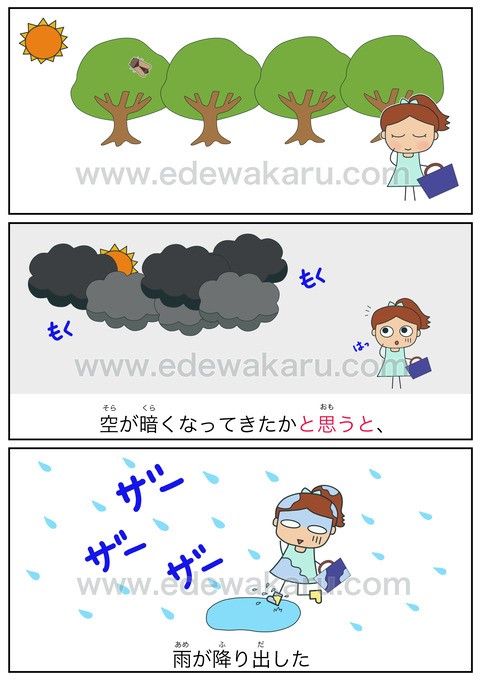 www.edewakaru.com
もく
もく
はっ
www.edewakaru.com
そら くら おも
空が暗くなってきたかと思うと、
ザー
ザー
ザー
www.edewakaru.com
あめ ふ だ
雨が降り出した